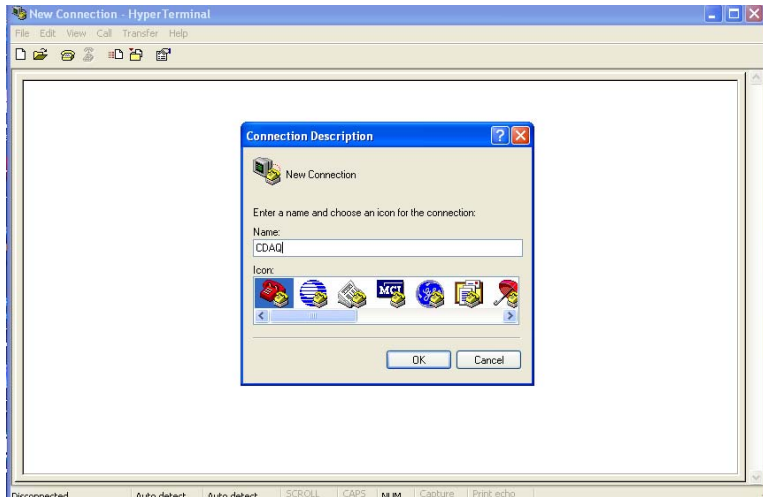 New Connection - HyperTerminal
File Edit View Call Transfer Help
Connection Description
New Connection
Enter a name and choose an icon for the connection:
Name:
CDAQ
Icon:
MCI
OK Cancel
Disconnected Auto detect Auto detect SCROLL CAPS NUM Capture Print echo